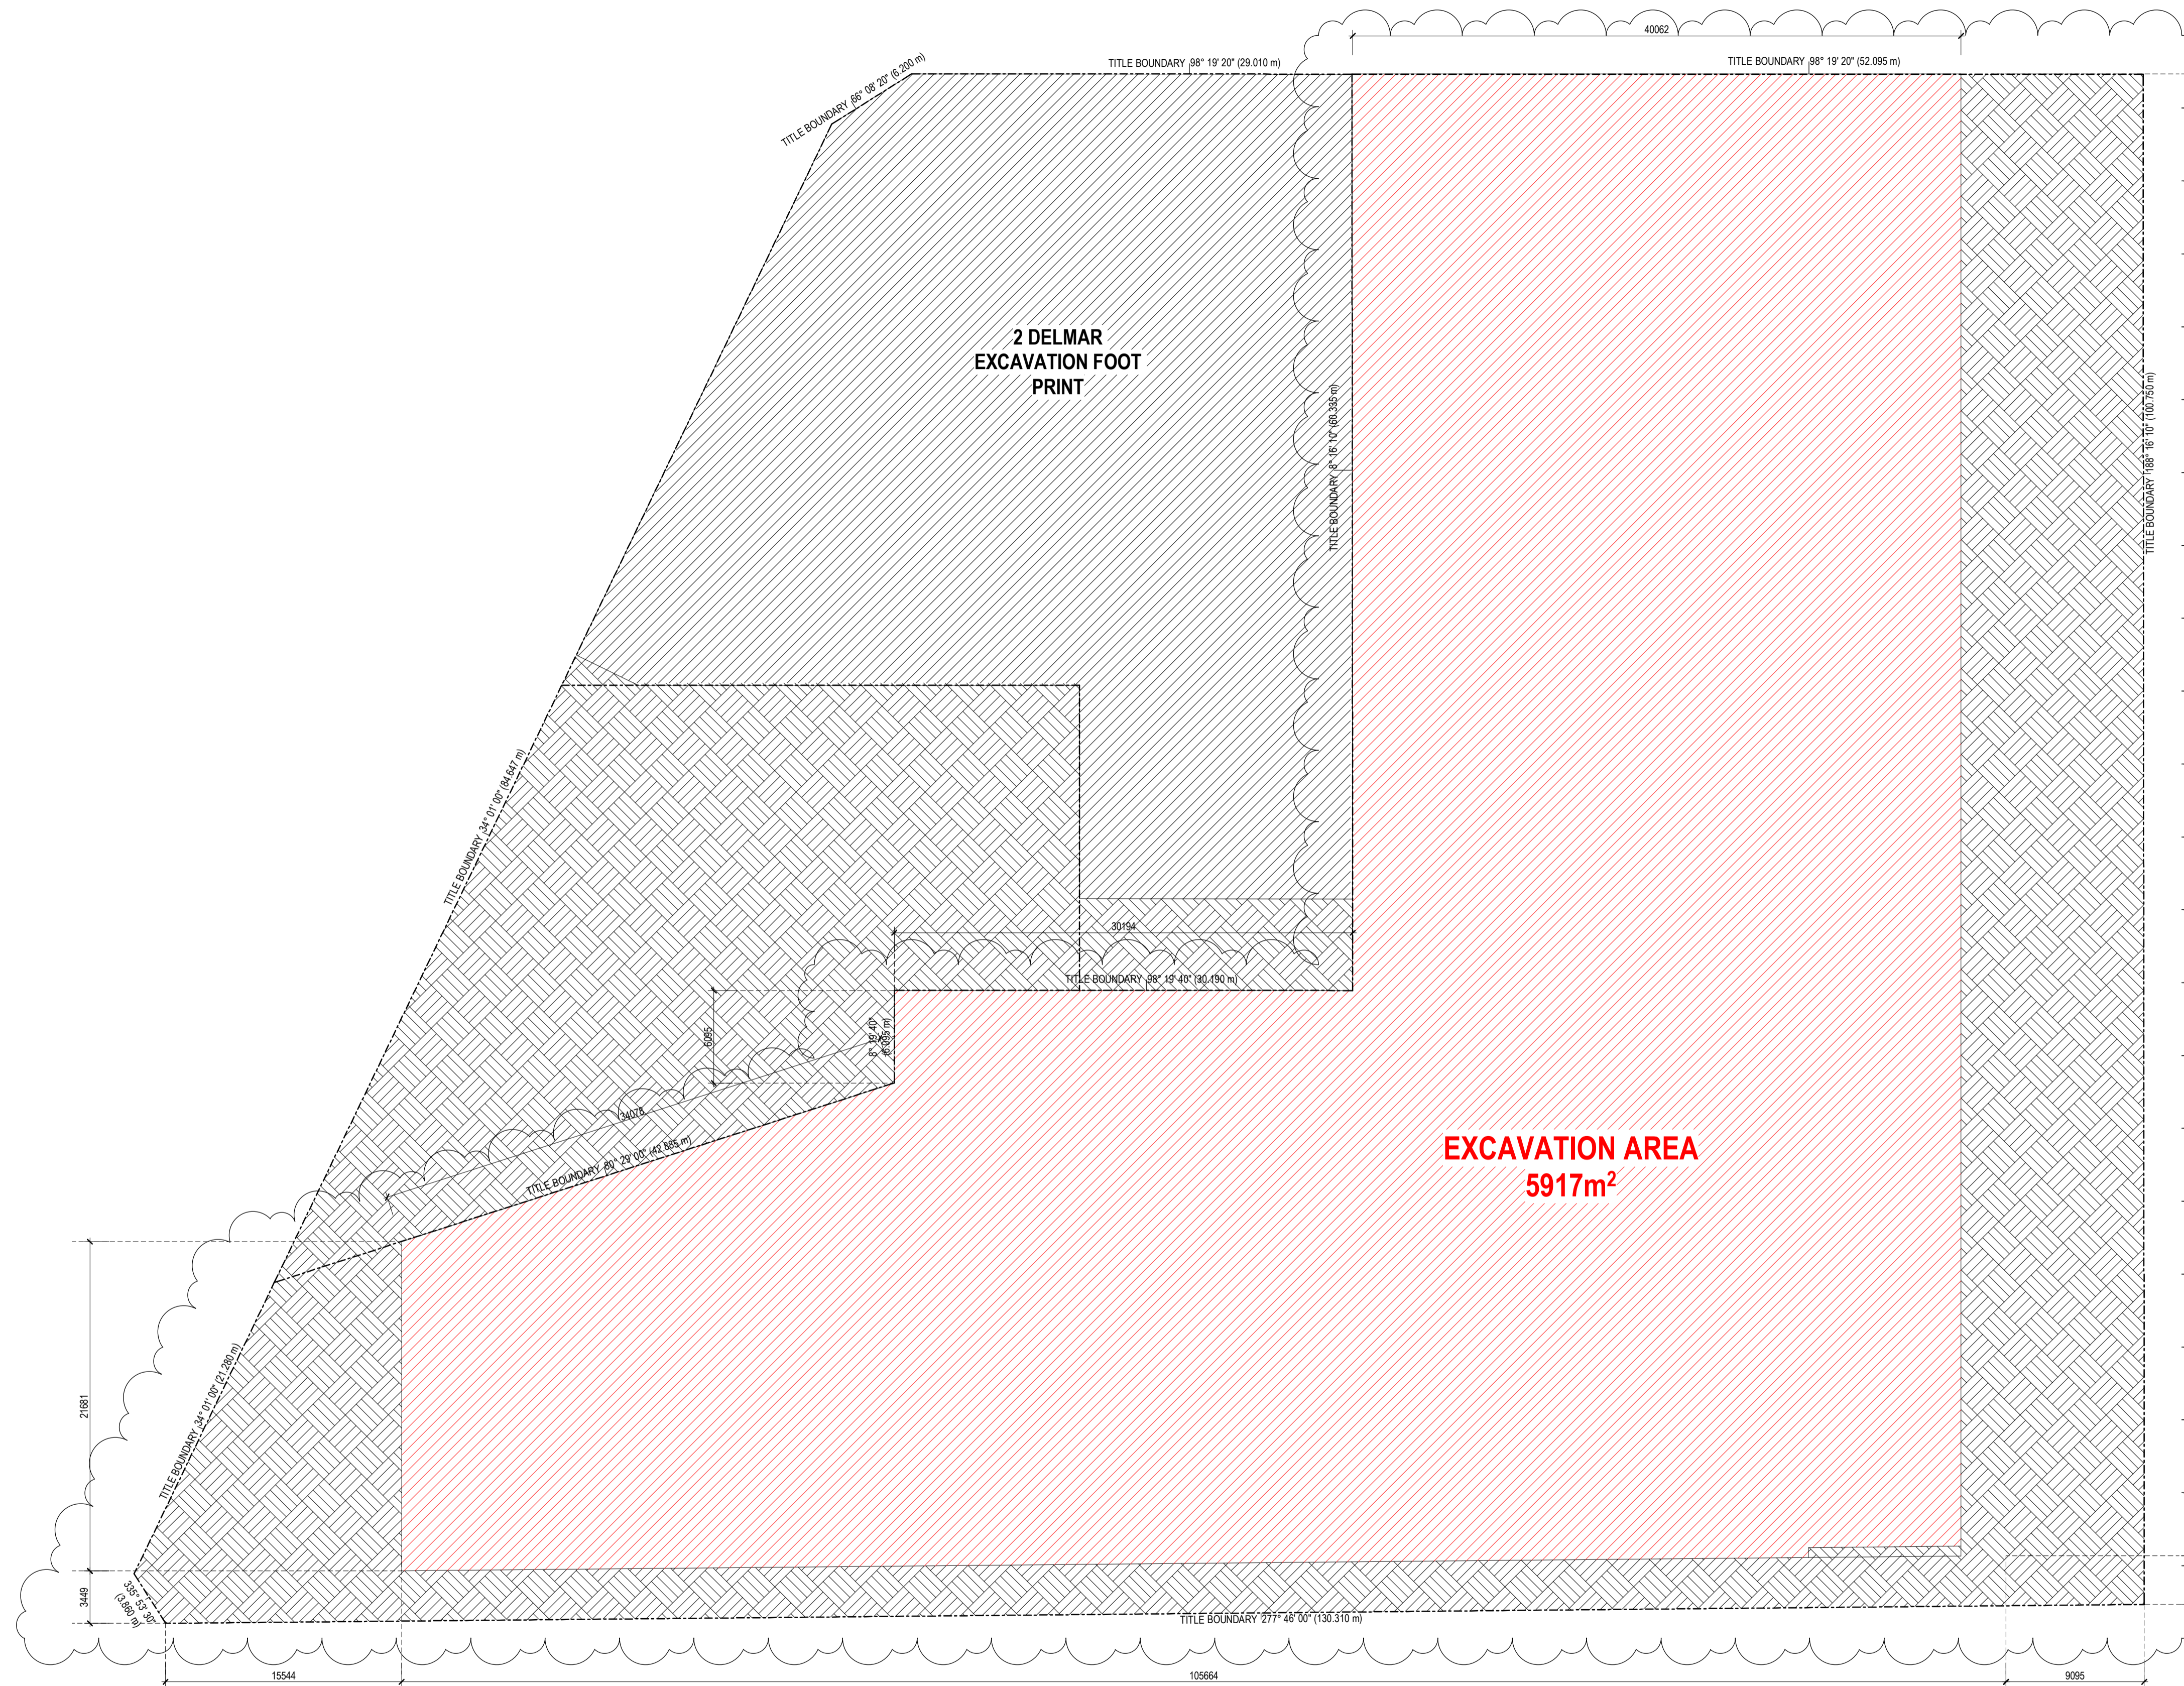 40062
TITLE BOUNDARY 98° 19' 20" (29.010 m)
TITLE BOUNDARY 98° 19' 20" (52.095 m)
TITLE BOUNDARY 66° 08' 20" (6.200 m)
2 DELMAR
EXCAVATION FOOT
PRINT
TITLE BOUNDARY 8° 16' 10" (60.335 m)
TITLE BOUNDARY 188° 16' 10" (100.750 m)
TITLE BOUNDARY 34° 01' 00" (84.647 m)
30194
TITLE BOUNDARY 98° 19' 40" (30.190 m)
6095
8° 19' 40"
(6.095 m)
34078
TITLE BOUNDARY 80° 29' 00" (42.885 m)
EXCAVATION AREA
5917m²
21681
TITLE BOUNDARY 34° 01' 00" (21.280 m)
3449
335° 53' 30"
(3.860 m)
TITLE BOUNDARY 277° 46' 00" (130.310 m)
15544
105664
9095